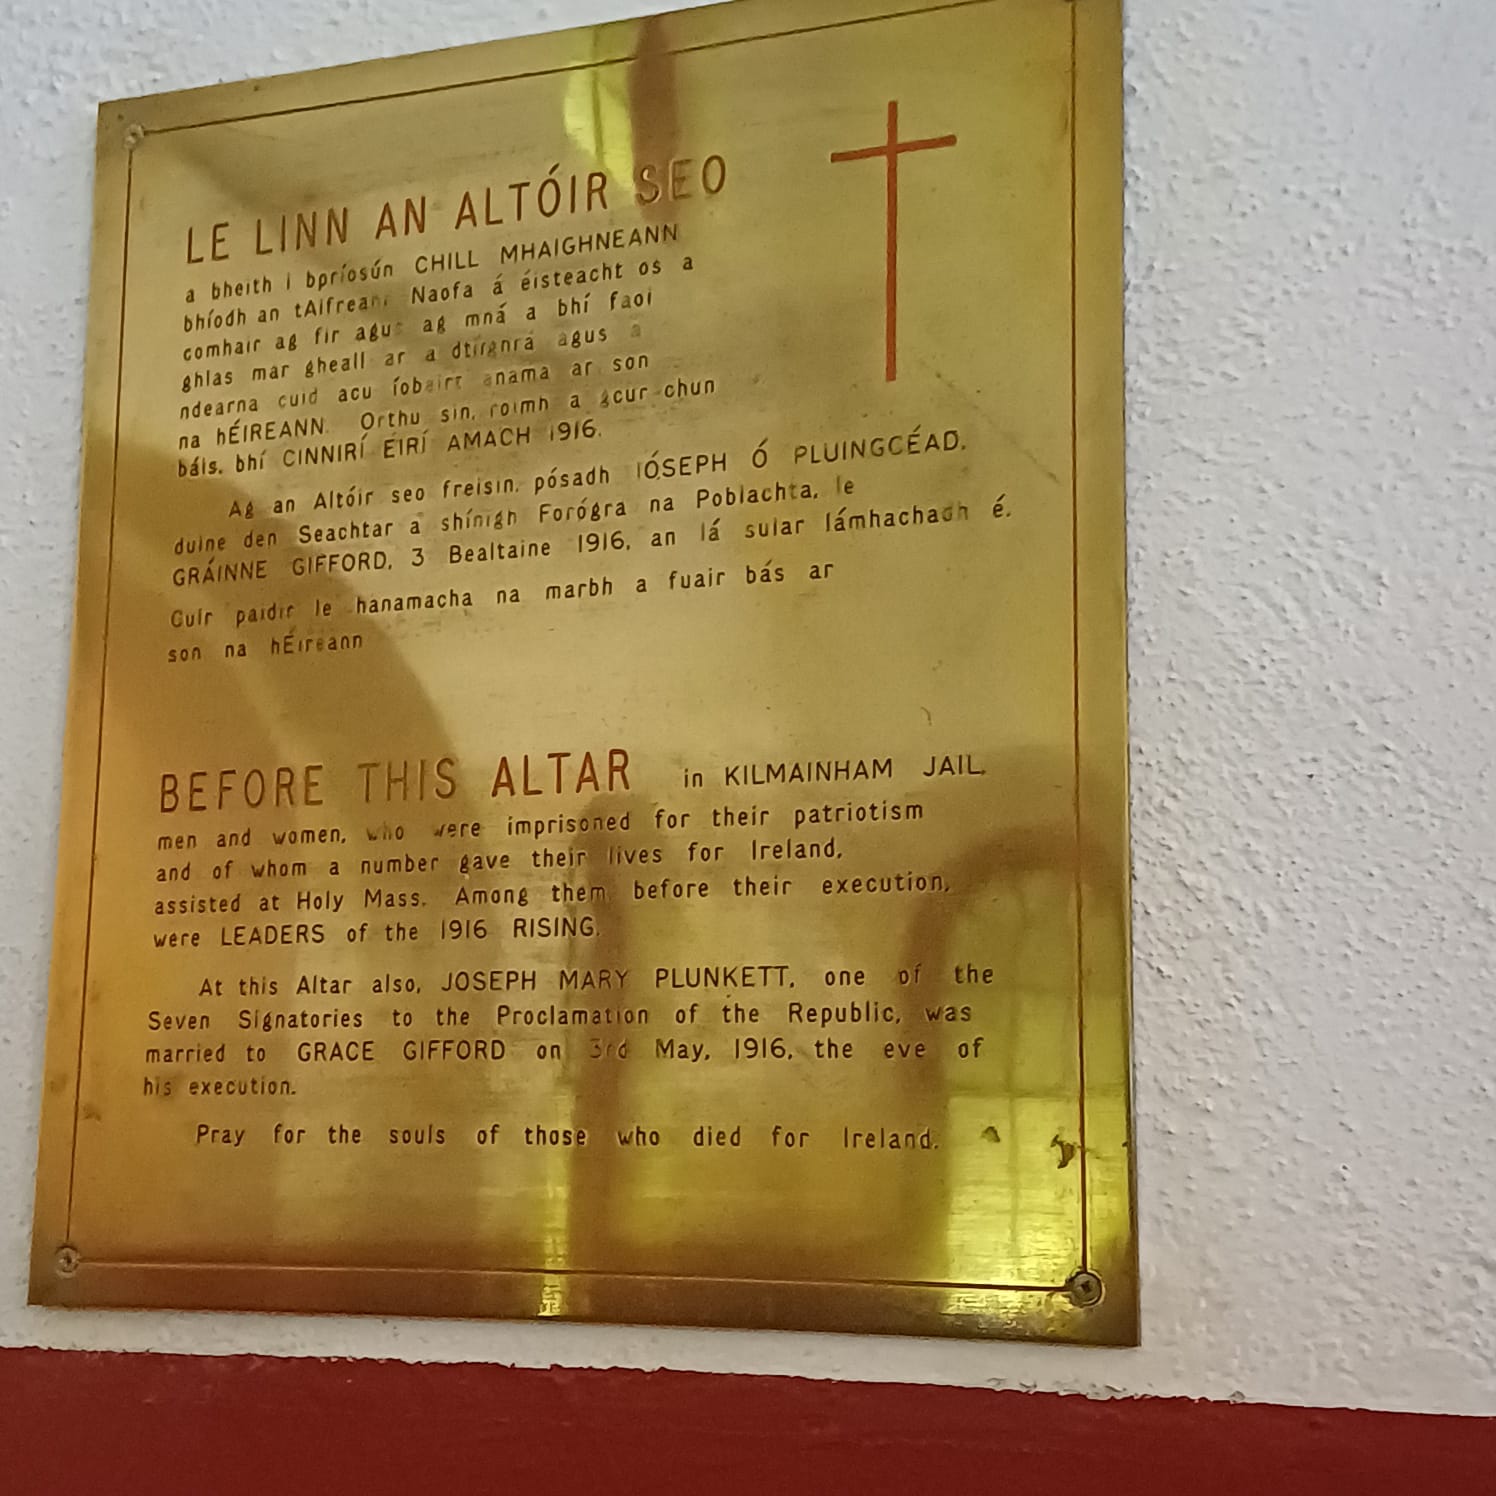 LE LINN AN ALTÓIR SEO
a bheith i bpríosún CHILL MHAIGHNEANN
bhíodh an tAifreann Naofa á éisteacht os a
comhair ag fir agus ag mná a bhí faoi
ghlas mar gheall ar a dtírgnrá agus a
ndearna cuid acu íobairt anama ar son
na hÉIREANN. Orthu sin, roimh a gcur chun
báis, bhí CINNIRÍ ÉIRÍ AMACH 1916.
Ag an Altóir seo freisin, pósadh IÓSEPH Ó PLUINGCÉAD,
duine den Seachtar a shínigh Forógra na Poblachta, le
GRÁINNE GIFFORD, 3 Bealtaine 1916, an lá sular lámhachadh é.
Cuir paidir le hanamacha na marbh a fuair bás ar
son na hÉireann
BEFORE THIS ALTAR in KILMAINHAM JAIL,
men and women, who were imprisoned for their patriotism
and of whom a number gave their lives for Ireland,
assisted at Holy Mass. Among them, before their execution,
were LEADERS of the 1916 RISING.
At this Altar also, JOSEPH MARY PLUNKETT, one of the
Seven Signatories to the Proclamation of the Republic, was
married to GRACE GIFFORD on 3rd May, 1916, the eve of
his execution.
Pray for the souls of those who died for Ireland.